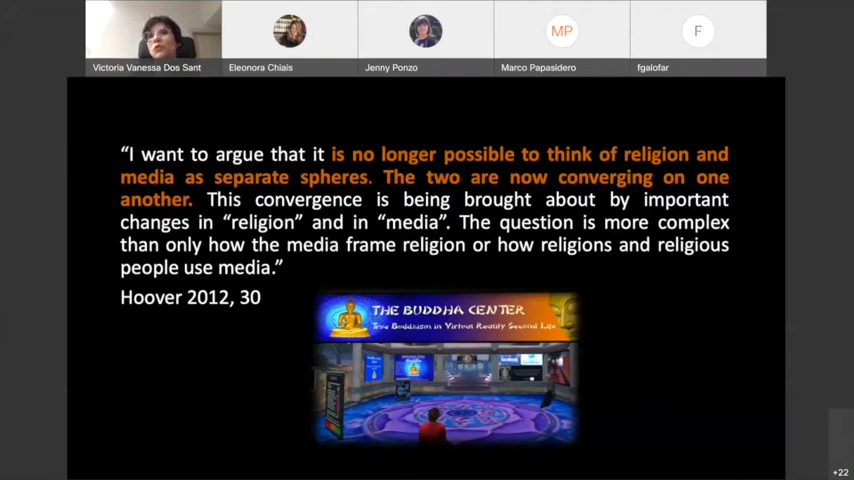 Victoria Vanessa Dos Sant
Eleonora Chiais
Jenny Ponzo
MP
Marco Papasidero
F
fgalofar
“I want to argue that it is no longer possible to think of religion and
media as separate spheres. The two are now converging on one
another. This convergence is being brought about by important
changes in “religion” and in “media”. The question is more complex
than only how the media frame religion or how religions and religious
people use media.”
Hoover 2012, 30
THE BUDDHA CENTER
True Buddhism in Virtual Reality Second Life
facebook
+22